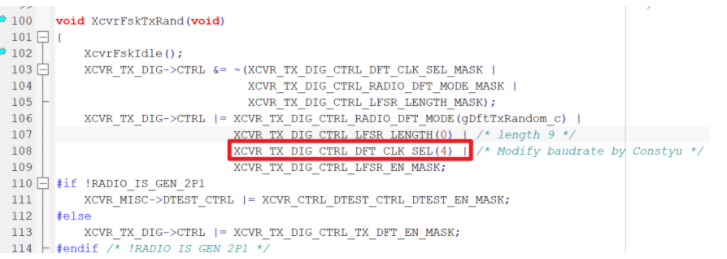 100 void XcvrFskTxRand(void)
101 {
102 XcvrFskIdle();
103 XCVR_TX_DIG->CTRL &= ~(XCVR_TX_DIG_CTRL_DFT_CLK_SEL_MASK |
104 XCVR_TX_DIG_CTRL_RADIO_DFT_MODE_MASK |
105 XCVR_TX_DIG_CTRL_LFSR_LENGTH_MASK);
106 XCVR_TX_DIG->CTRL |= XCVR_TX_DIG_CTRL_RADIO_DFT_MODE(gDftTxRandom_c) |
107 XCVR_TX_DIG_CTRL_LFSR_LENGTH(0) | /* length 9 */
108 XCVR_TX_DIG_CTRL_DFT_CLK_SEL(4) | /* Modify baudrate by Constyu */
109 XCVR_TX_DIG_CTRL_LFSR_EN_MASK;
110 #if !RADIO_IS_GEN_2P1
111 XCVR_MISC->DTEST_CTRL |= XCVR_CTRL_DTEST_CTRL_DTEST_EN_MASK;
112 #else
113 XCVR_TX_DIG->CTRL |= XCVR_TX_DIG_CTRL_TX_DFT_EN_MASK;
114 #endif /* !RADIO_IS_GEN_2P1 */